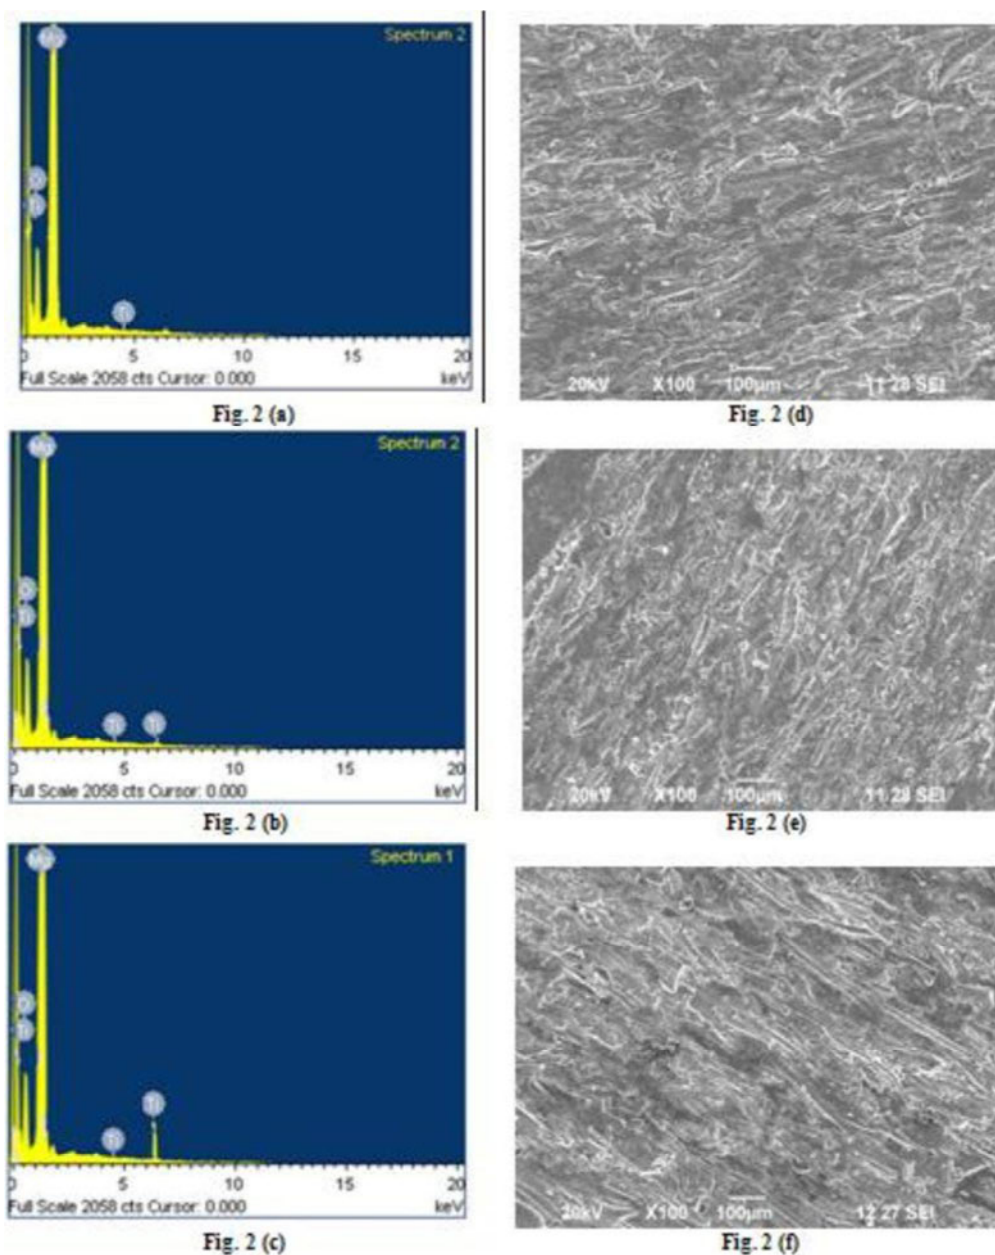 Spectrum 2
Mg
O
Ti
Ti
0 5 10 15 20
Full Scale 2058 cts Cursor: 0.000 keV
Fig. 2 (a)
20kV X100 100µm 11 28 SEI
Fig. 2 (d)
Spectrum 2
Mg
O
Ti
Ti Ti
0 5 10 15 20
Full Scale 2058 cts Cursor: 0.000 keV
Fig. 2 (b)
20kV X100 100µm 11 28 SEI
Fig. 2 (e)
Spectrum 1
Mg
O
Ti
Ti
Ti
0 5 10 15 20
Full Scale 2058 cts Cursor: 0.000 keV
Fig. 2 (c)
20kV X100 100µm 12 27 SEI
Fig. 2 (f)